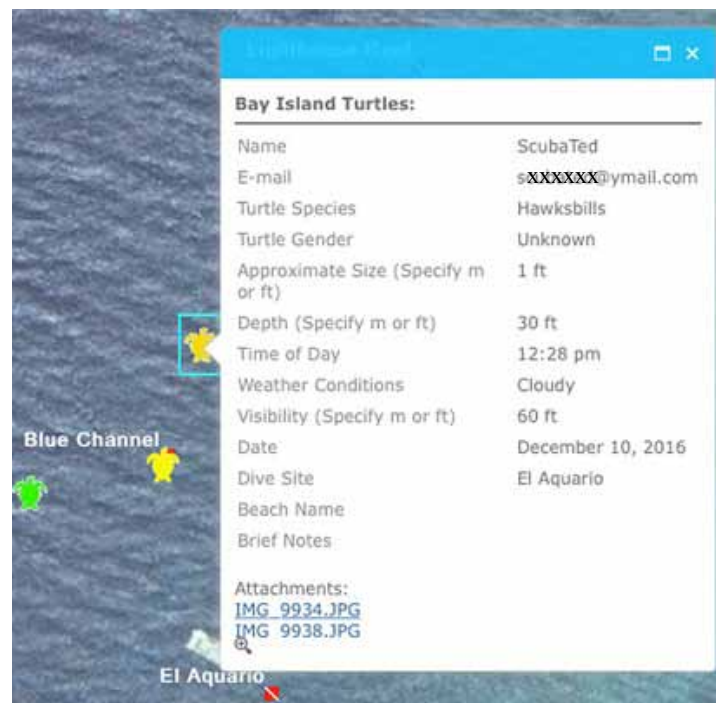 Bay Island Turtles:
Name ScubaTed
E-mail sXXXXXX@ymail.com
Turtle Species Hawksbills
Turtle Gender Unknown
Approximate Size (Specify m 1 ft
or ft)
Depth (Specify m or ft) 30 ft
Time of Day 12:28 pm
Weather Conditions Cloudy
Visibility (Specify m or ft) 60 ft
Date December 10, 2016
Dive Site El Aquario
Beach Name
Brief Notes
Attachments:
IMG_9934.JPG
IMG_9938.JPG
Blue Channel
El Aquario